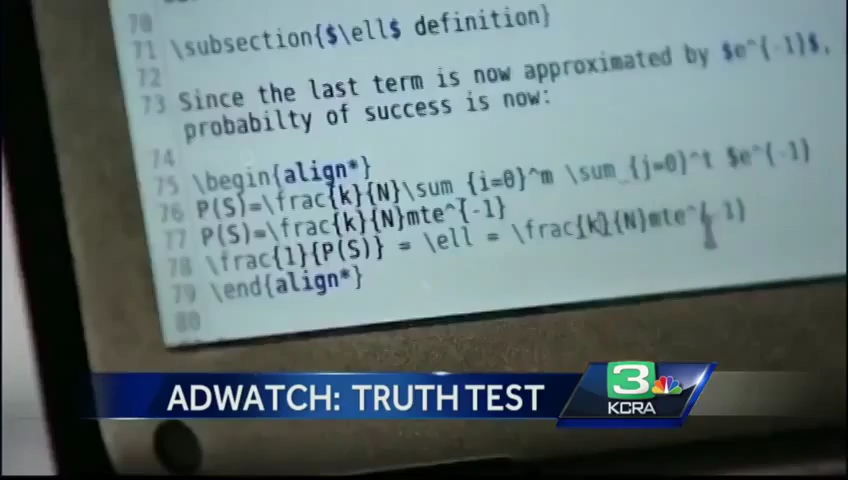 70
71 \subsection{$\ell$ definition}
72
73 Since the last term is now approximated by $e^{-1}$,
probabilty of success is now:
74
75 \begin{align*}
76 P(S)=\frac{k}{N}\sum_{i=0}^m \sum_{j=0}^t $e^{-1}
77 P(S)=\frac{k}{N}mte^{-1}
78 \frac{1}{P(S)} = \ell = \frac{k}{N}mte^{-1}
79 \end{align*}
80
ADWATCH: TRUTH TEST
3
KCRA